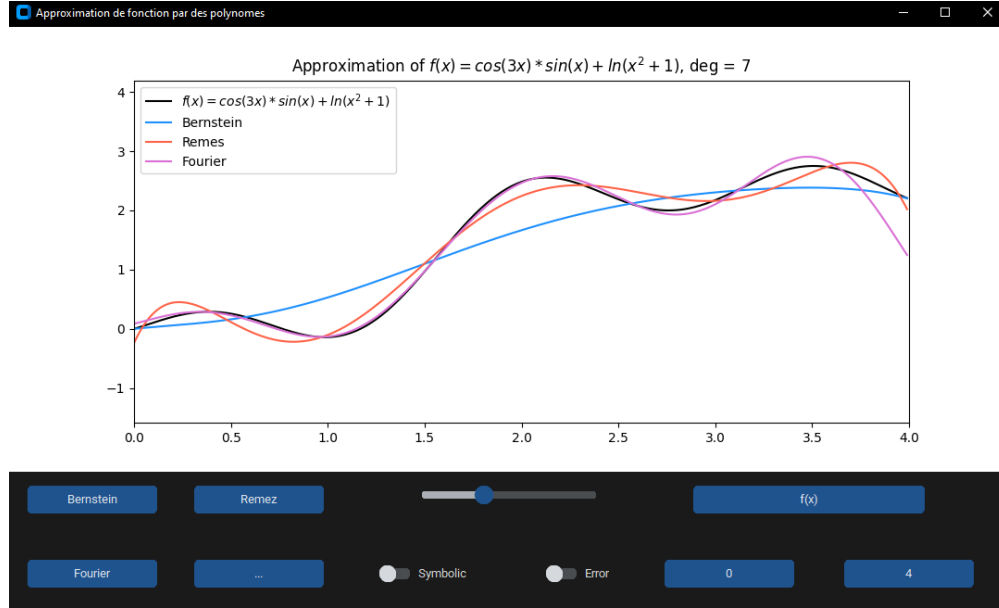 Approximation de fonction par des polynomes
Approximation of f(x) = cos(3x) * sin(x) + ln(x² + 1), deg = 7
f(x) = cos(3x) * sin(x) + ln(x² + 1)
Bernstein
Remes
Fourier
4
3
2
1
0
−1
0.0 0.5 1.0 1.5 2.0 2.5 3.0 3.5 4.0
Bernstein Remez f(x)
Fourier ... Symbolic Error 0 4